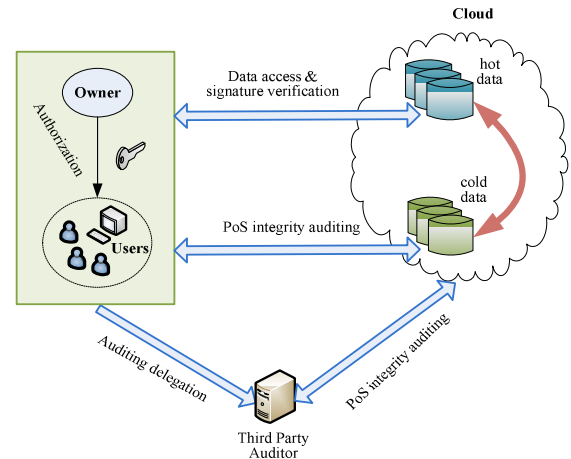 Cloud
Owner
Authorization
Users
Data access &
signature verification
hot
data
cold
data
PoS integrity auditing
Auditing delegation
PoS integrity auditing
Third Party
Auditor